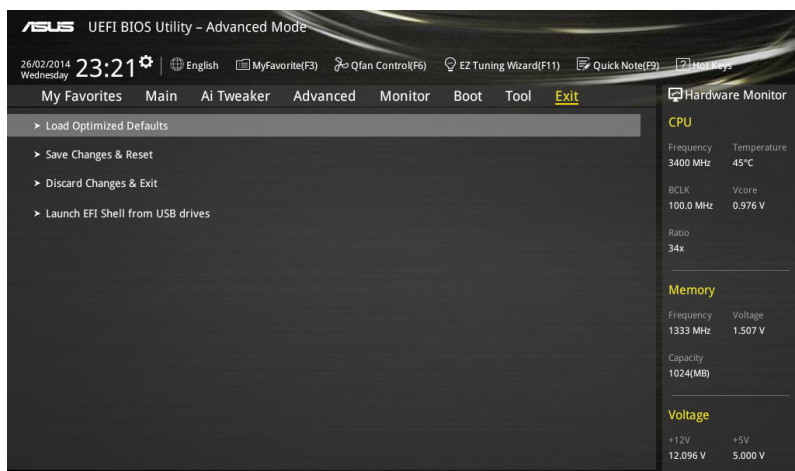 ASUS UEFI BIOS Utility – Advanced Mode
26/02/2014
Wednesday
23:21
English MyFavorite(F3) Qfan Control(F6) EZ Tuning Wizard(F11) Quick Note(F9) ? Hot Keys
My Favorites Main Ai Tweaker Advanced Monitor Boot Tool Exit
Hardware Monitor
> Load Optimized Defaults
> Save Changes & Reset
> Discard Changes & Exit
> Launch EFI Shell from USB drives
CPU
Frequency Temperature
3400 MHz 45°C
BCLK Vcore
100.0 MHz 0.976 V
Ratio
34x
Memory
Frequency Voltage
1333 MHz 1.507 V
Capacity
1024(MB)
Voltage
+12V +5V
12.096 V 5.000 V